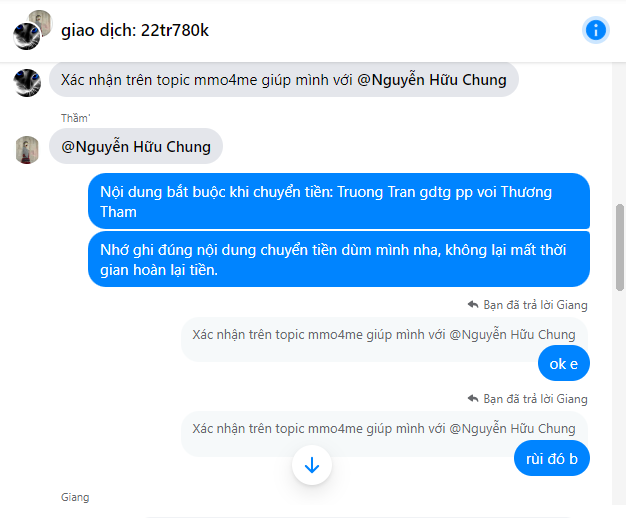 giao dịch: 22tr780k
Xác nhận trên topic mmo4me giúp mình với @Nguyễn Hữu Chung
Thầm'
@Nguyễn Hữu Chung
Nội dung bắt buộc khi chuyển tiền: Truong Tran gdtg pp voi Thương
Tham
Nhớ ghi đúng nội dung chuyển tiền dùm mình nha, không lại mất thời
gian hoàn lại tiền.
Bạn đã trả lời Giang
Xác nhận trên topic mmo4me giúp mình với @Nguyễn Hữu Chung
ok e
Bạn đã trả lời Giang
Xác nhận trên topic mmo4me giúp mình với @Nguyễn Hữu Chung
rùi đó b
Giang